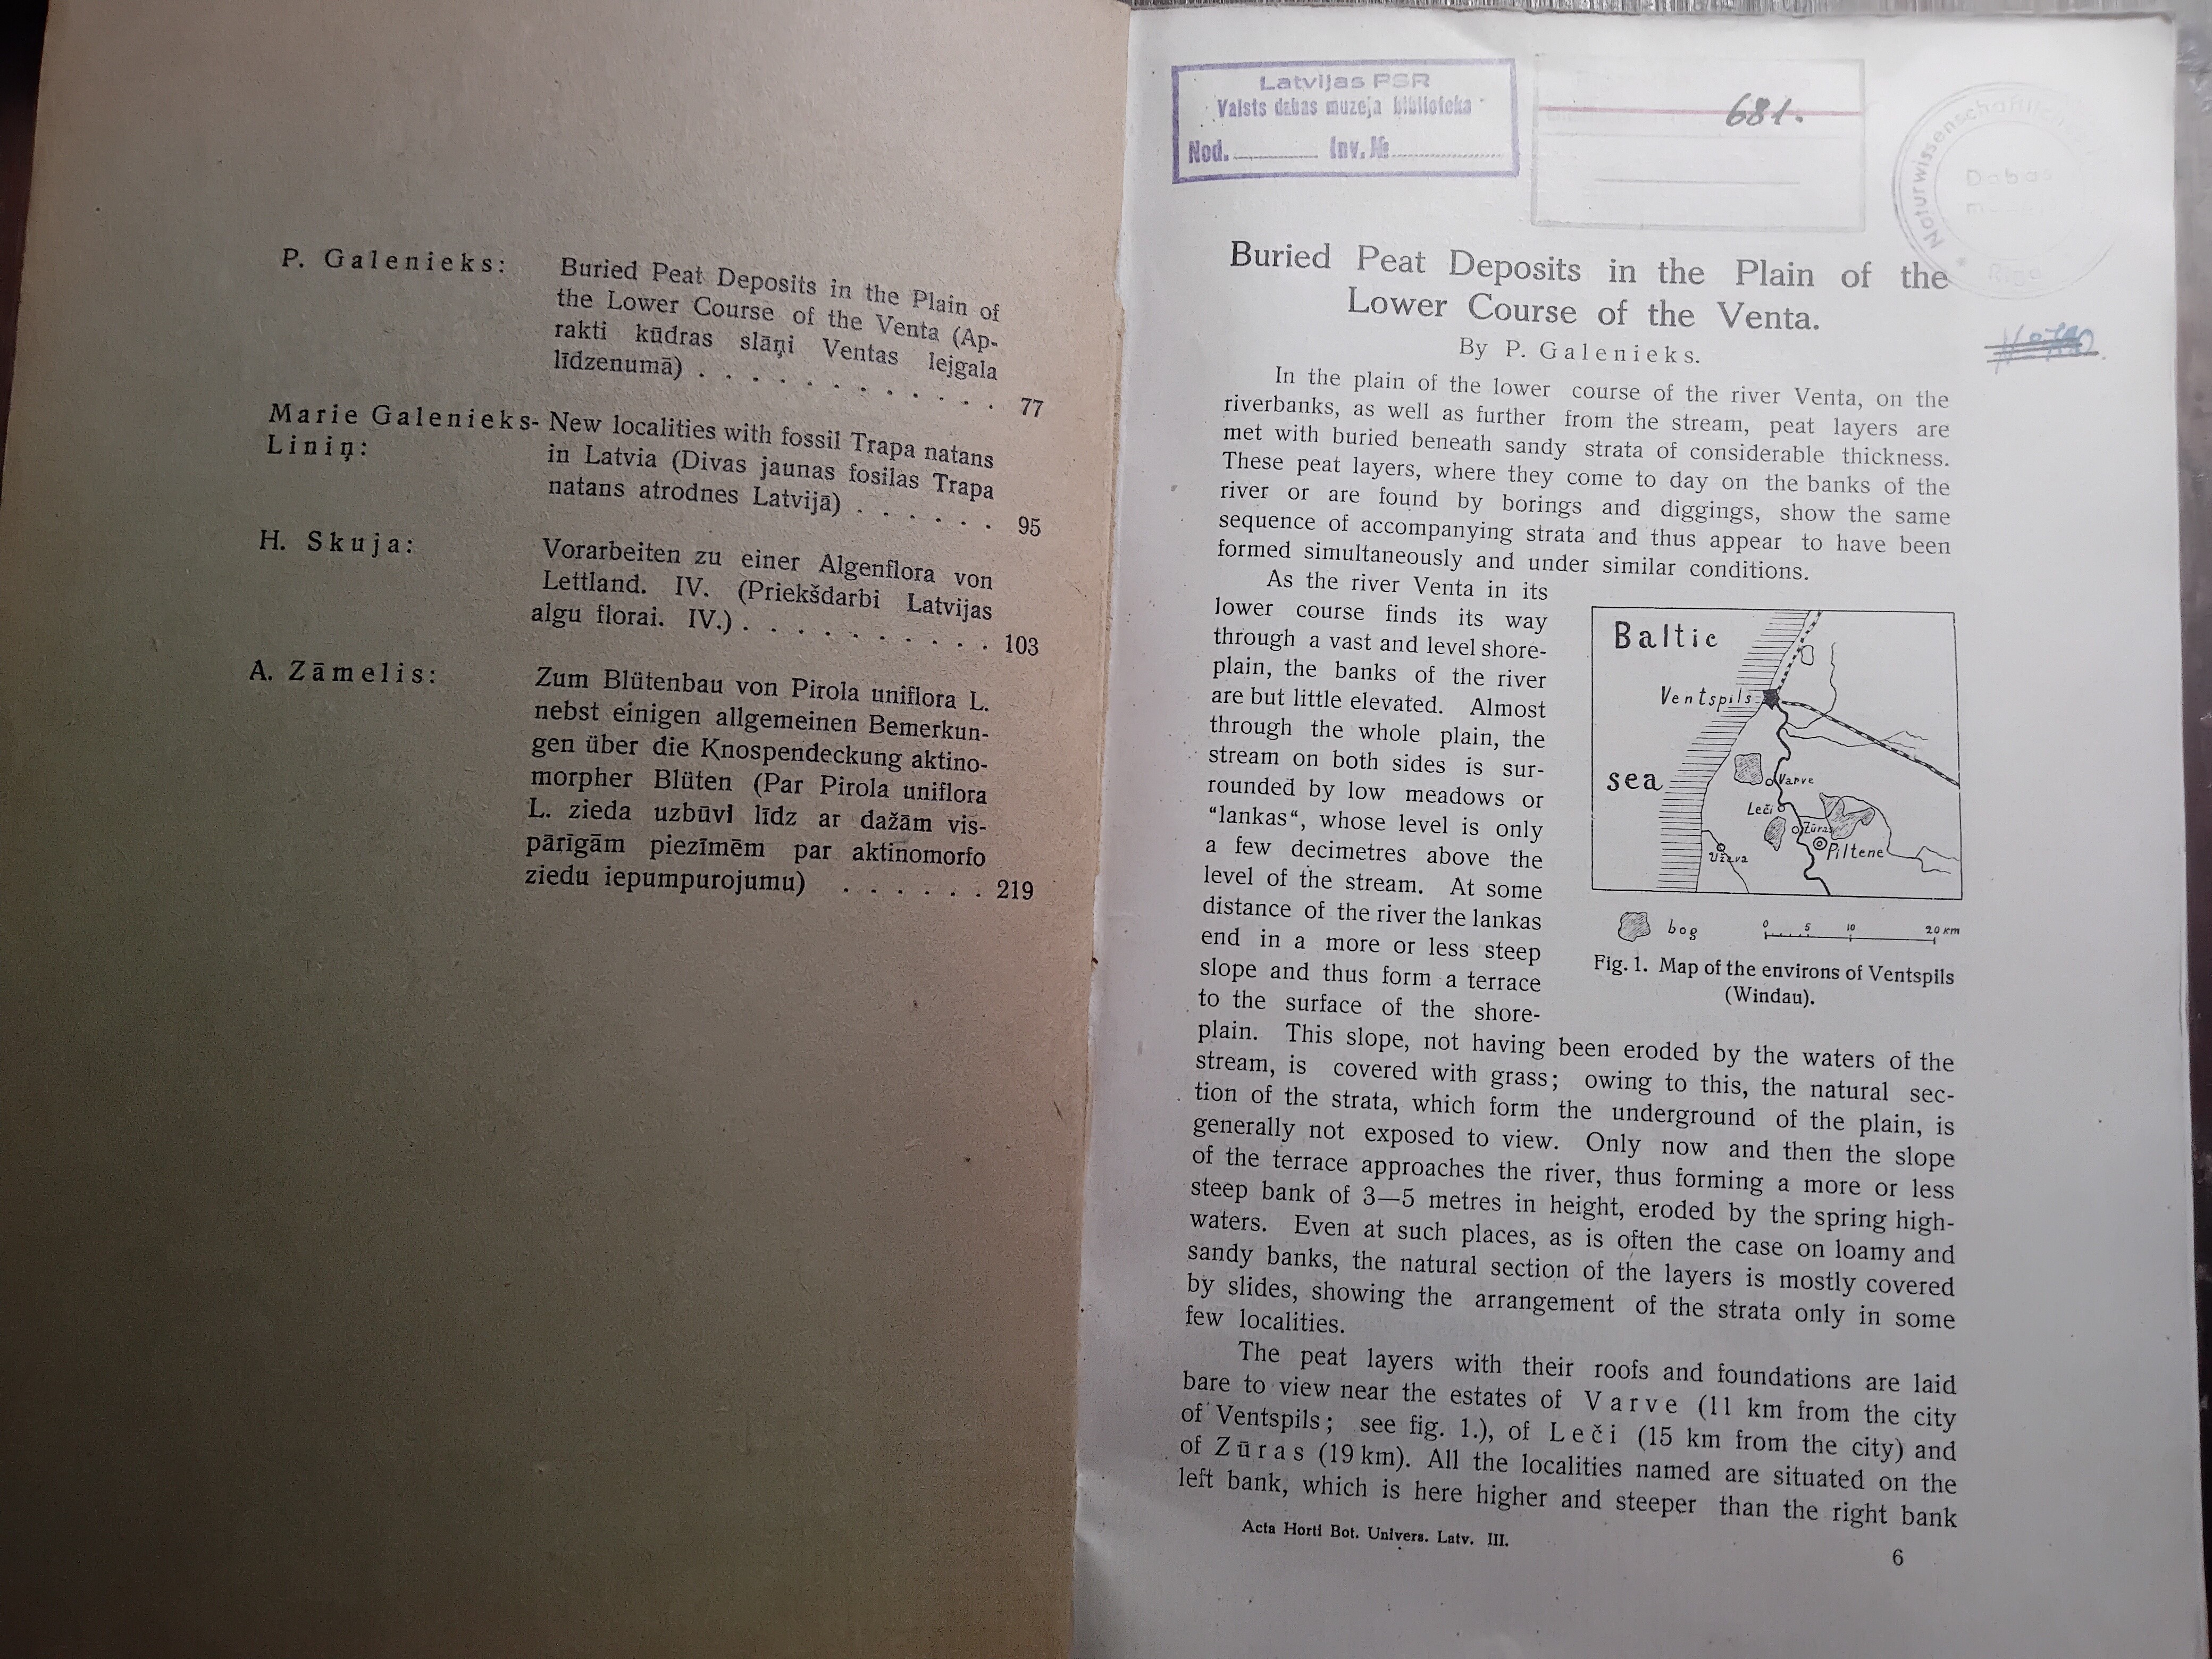 P. Galenieks:
Buried Peat Deposits in the Plain of
the Lower Course of the Venta (Ap-
rakti kūdras slāņi Ventas lejgala
līdzenumā) . . . . . . . . . . . 77
Marie Galenieks-
Liniņ:
New localities with fossil Trapa natans
in Latvia (Divas jaunas fosilas Trapa
natans atrodnes Latvijā) . . . . . . 95
H. Skuja:
Vorarbeiten zu einer Algenflora von
Lettland. IV. (Priekšdarbi Latvijas
algu florai. IV.) . . . . . . . . . . 103
A. Zāmelis:
Zum Blütenbau von Pirola uniflora L.
nebst einigen allgemeinen Bemerkun-
gen über die Knospendeckung aktino-
morpher Blüten (Par Pirola uniflora
L. zieda uzbūvi līdz ar dažām vis-
pārīgām piezīmēm par aktinomorfo
ziedu iepumpurojumu) . . . . . . 219
Latvijas PSR
Valsts dabas muzeja biblioteka
Nod. Inv. №
681.
Naturwissenschaftliche
Dabas
Riga
Buried Peat Deposits in the Plain of the
Lower Course of the Venta.
By P. Galenieks.
In the plain of the lower course of the river Venta, on the
riverbanks, as well as further from the stream, peat layers are
met with buried beneath sandy strata of considerable thickness.
These peat layers, where they come to day on the banks of the
river or are found by borings and diggings, show the same
sequence of accompanying strata and thus appear to have been
formed simultaneously and under similar conditions.
As the river Venta in its
lower course finds its way
through a vast and level shore-
plain, the banks of the river
are but little elevated. Almost
through the whole plain, the
stream on both sides is sur-
rounded by low meadows or
“lankas“, whose level is only
a few decimetres above the
level of the stream. At some
distance of the river the lankas
end in a more or less steep
slope and thus form a terrace
to the surface of the shore-
plain. This slope, not having been eroded by the waters of the
stream, is covered with grass; owing to this, the natural sec-
tion of the strata, which form the underground of the plain, is
generally not exposed to view. Only now and then the slope
of the terrace approaches the river, thus forming a more or less
steep bank of 3—5 metres in height, eroded by the spring high-
waters. Even at such places, as is often the case on loamy and
sandy banks, the natural section of the layers is mostly covered
by slides, showing the arrangement of the strata only in some
few localities.
Baltic
Ventspils
sea
Varve
Leči
Zūras
Piltene
Užava
bog
0 5 10 20 км
Fig. 1. Map of the environs of Ventspils
(Windau).
The peat layers with their roofs and foundations are laid
bare to view near the estates of Varve (11 km from the city
of Ventspils; see fig. 1.), of Leči (15 km from the city) and
of Zūras (19 km). All the localities named are situated on the
left bank, which is here higher and steeper than the right bank
Acta Horti Bot. Univers. Latv. III.
6